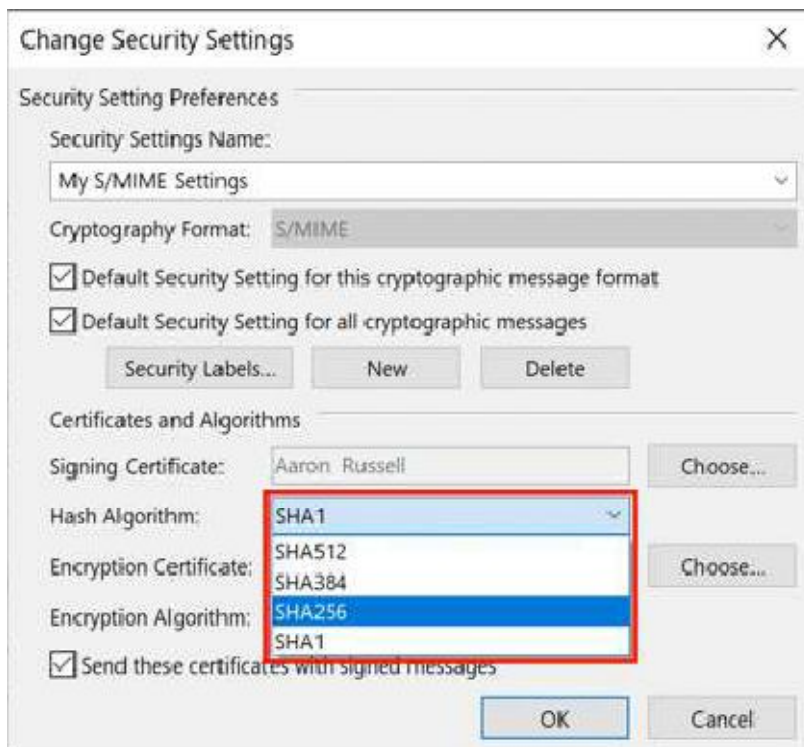 Change Security Settings
Security Setting Preferences
Security Settings Name:
My S/MIME Settings
Cryptography Format: S/MIME
Default Security Setting for this cryptographic message format
Default Security Setting for all cryptographic messages
Security Labels... New Delete
Certificates and Algorithms
Signing Certificate: Aaron Russell Choose...
Hash Algorithm: SHA1
SHA512
Encryption Certificate: Choose...
SHA384
SHA256
Encryption Algorithm:
SHA1
Send these certificates with signed messages
OK Cancel